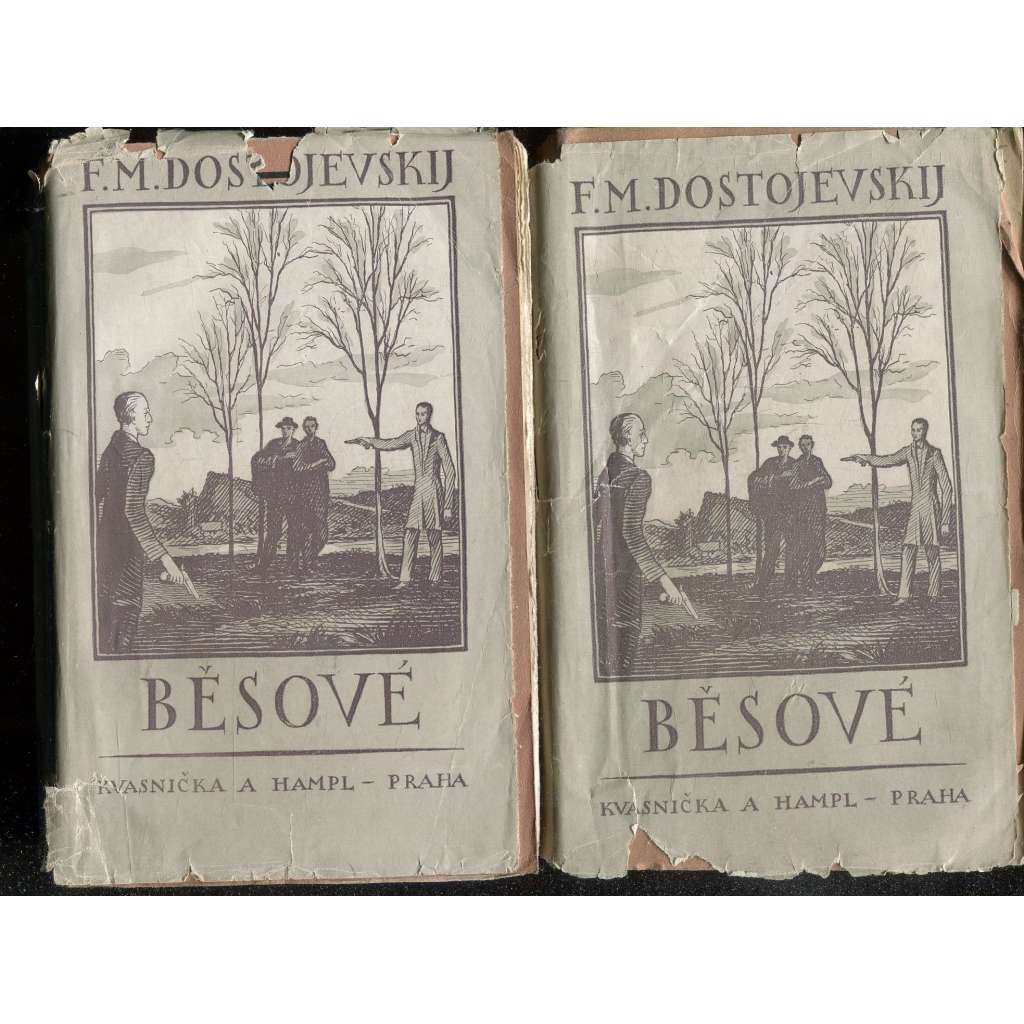 F.M.DOSTOJEVSKIJ
BĚSOVÉ
KVASNIČKA A HAMPL – PRAHA
F.M.DOSTOJEVSKIJ
BĚSOVÉ
KVASNIČKA A HAMPL – PRAHA